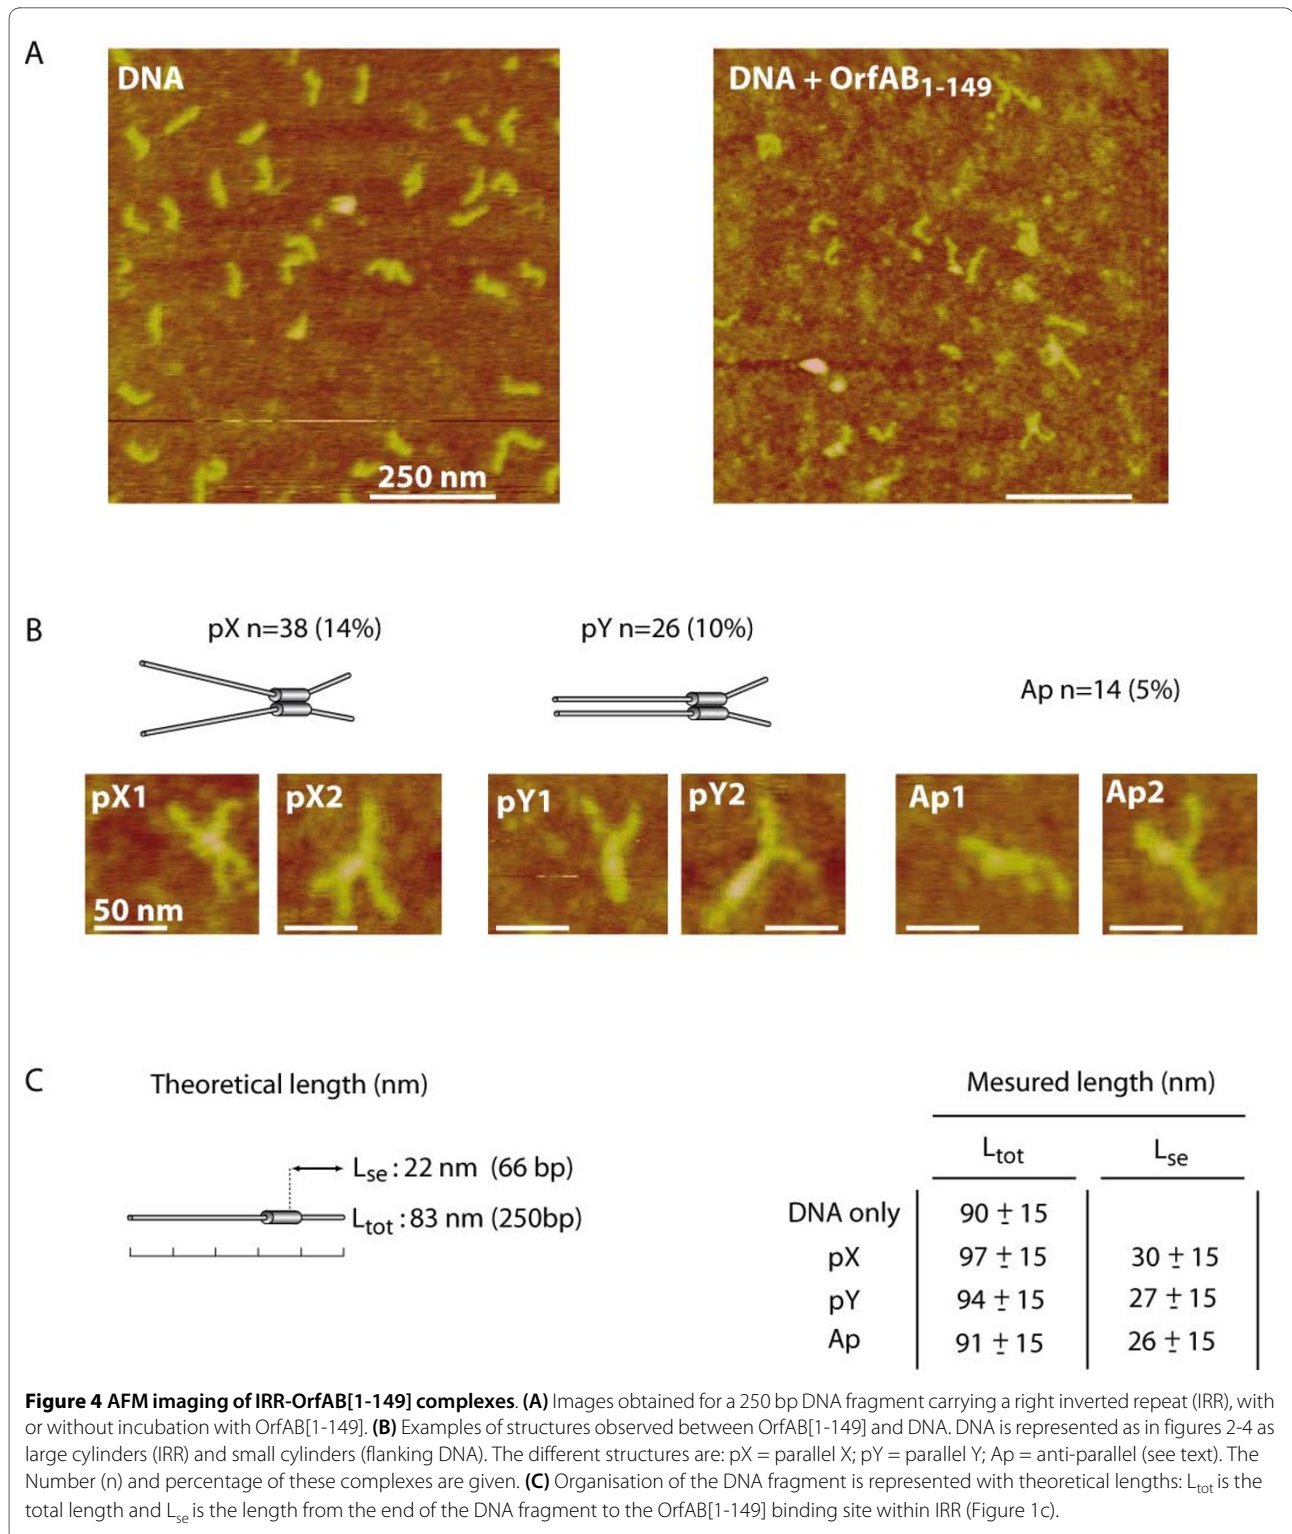 A
DNA
DNA + OrfAB1-149
250 nm
B
pX n=38 (14%)
pY n=26 (10%)
Ap n=14 (5%)
pX1
pX2
pY1
pY2
Ap1
Ap2
50 nm
C
Theoretical length (nm)
Lse : 22 nm (66 bp)
Ltot : 83 nm (250bp)
Mesured length (nm)
Ltot Lse
DNA only 90 ± 15
pX 97 ± 15 30 ± 15
pY 94 ± 15 27 ± 15
Ap 91 ± 15 26 ± 15
Figure 4 AFM imaging of IRR-OrfAB[1-149] complexes. (A) Images obtained for a 250 bp DNA fragment carrying a right inverted repeat (IRR), with
or without incubation with OrfAB[1-149]. (B) Examples of structures observed between OrfAB[1-149] and DNA. DNA is represented as in figures 2-4 as
large cylinders (IRR) and small cylinders (flanking DNA). The different structures are: pX = parallel X; pY = parallel Y; Ap = anti-parallel (see text). The
Number (n) and percentage of these complexes are given. (C) Organisation of the DNA fragment is represented with theoretical lengths: Ltot is the
total length and Lse is the length from the end of the DNA fragment to the OrfAB[1-149] binding site within IRR (Figure 1c).